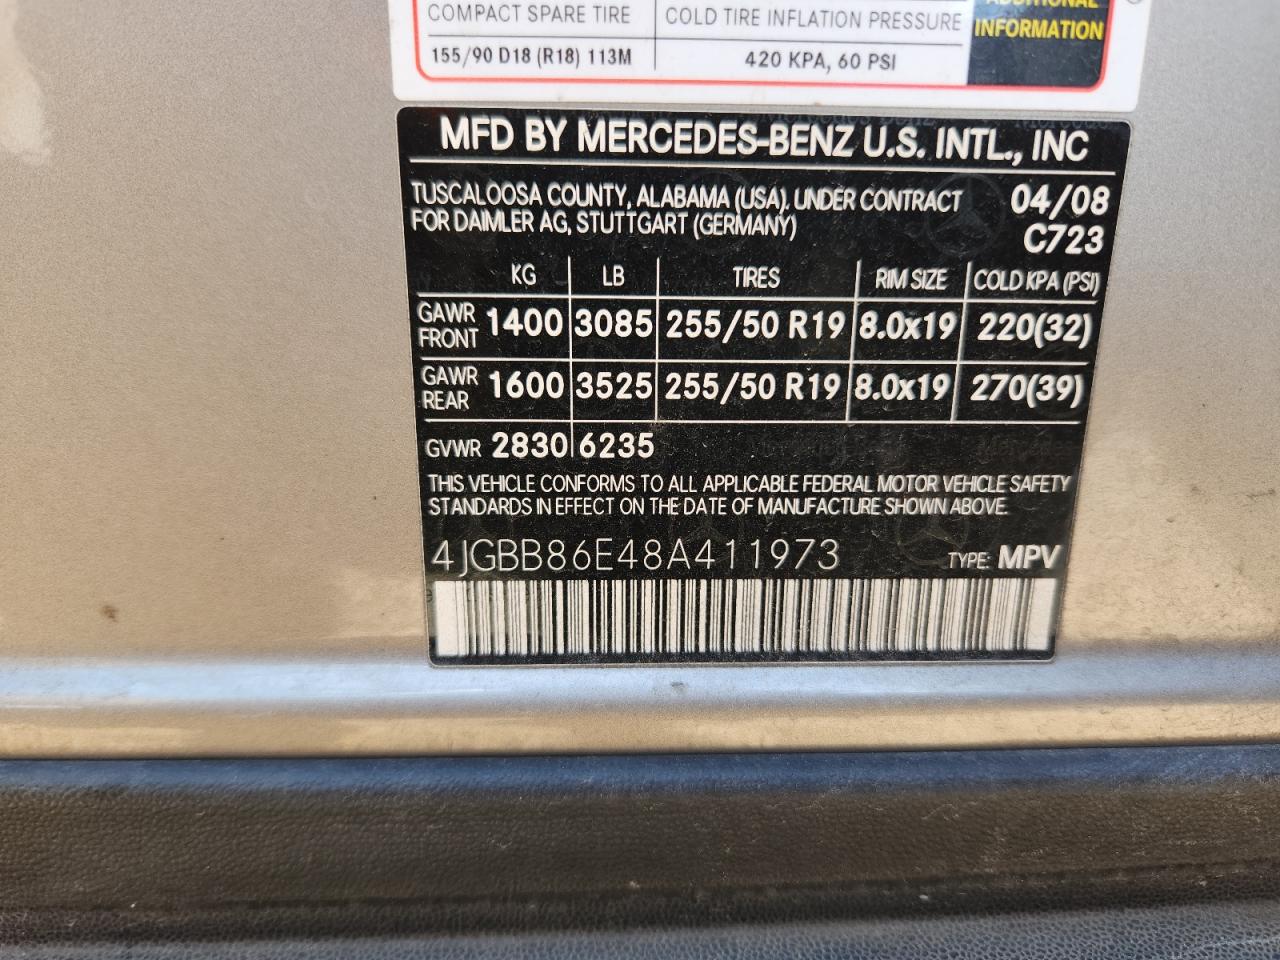 ADDITIONAL
COMPACT SPARE TIRE COLD TIRE INFLATION PRESSURE INFORMATION
155/90 D18 (R18) 113M 420 KPA, 60 PSI
MFD BY MERCEDES-BENZ U.S. INTL., INC
TUSCALOOSA COUNTY, ALABAMA (USA), UNDER CONTRACT 04/08
FOR DAIMLER AG, STUTTGART (GERMANY) C723
KG LB TIRES RIM SIZE COLD KPA (PSI)
GAWR FRONT 1400 3085 255/50 R19 8.0x19 220(32)
GAWR REAR 1600 3525 255/50 R19 8.0x19 270(39)
GVWR 2830 6235
THIS VEHICLE CONFORMS TO ALL APPLICABLE FEDERAL MOTOR VEHICLE SAFETY
STANDARDS IN EFFECT ON THE DATE OF MANUFACTURE SHOWN ABOVE.
4JGBB86E48A411973 TYPE: MPV